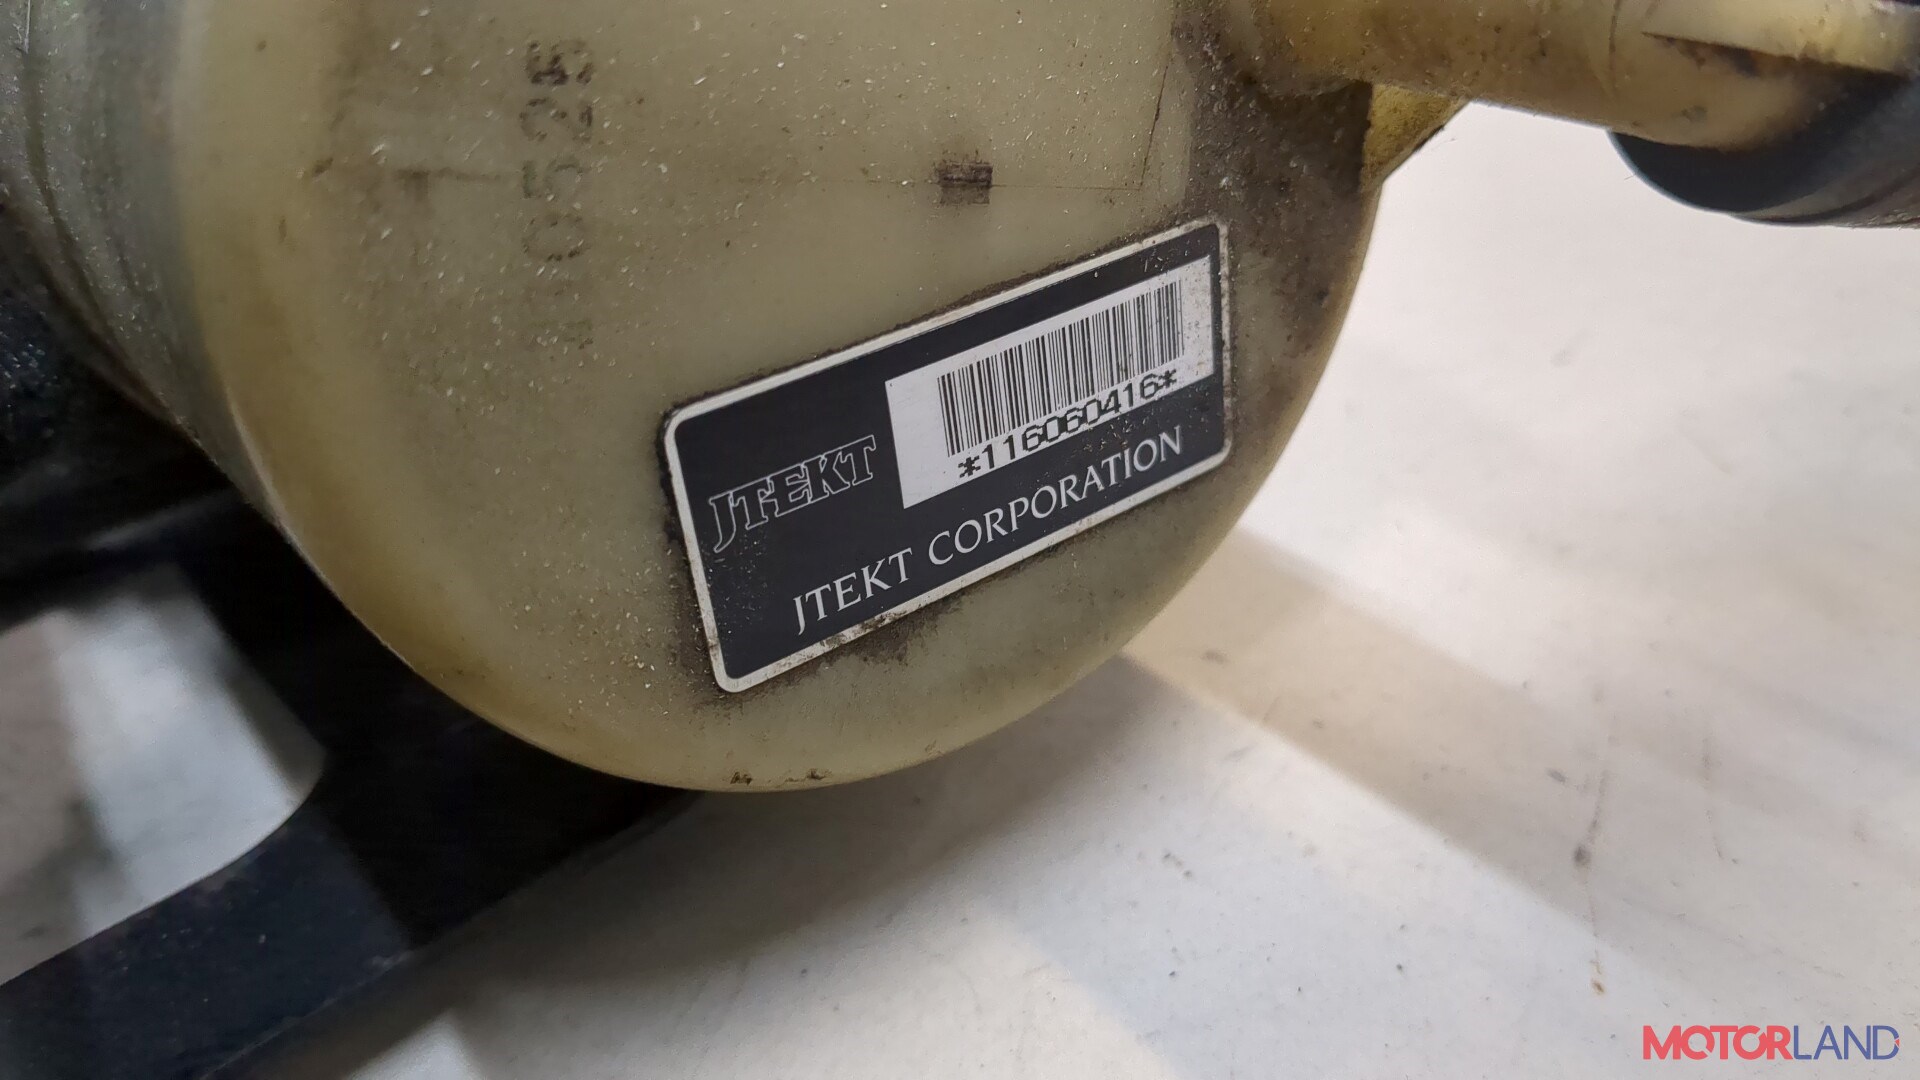 JTEKT
*116060416*
JTEKT CORPORATION
MOTORLAND